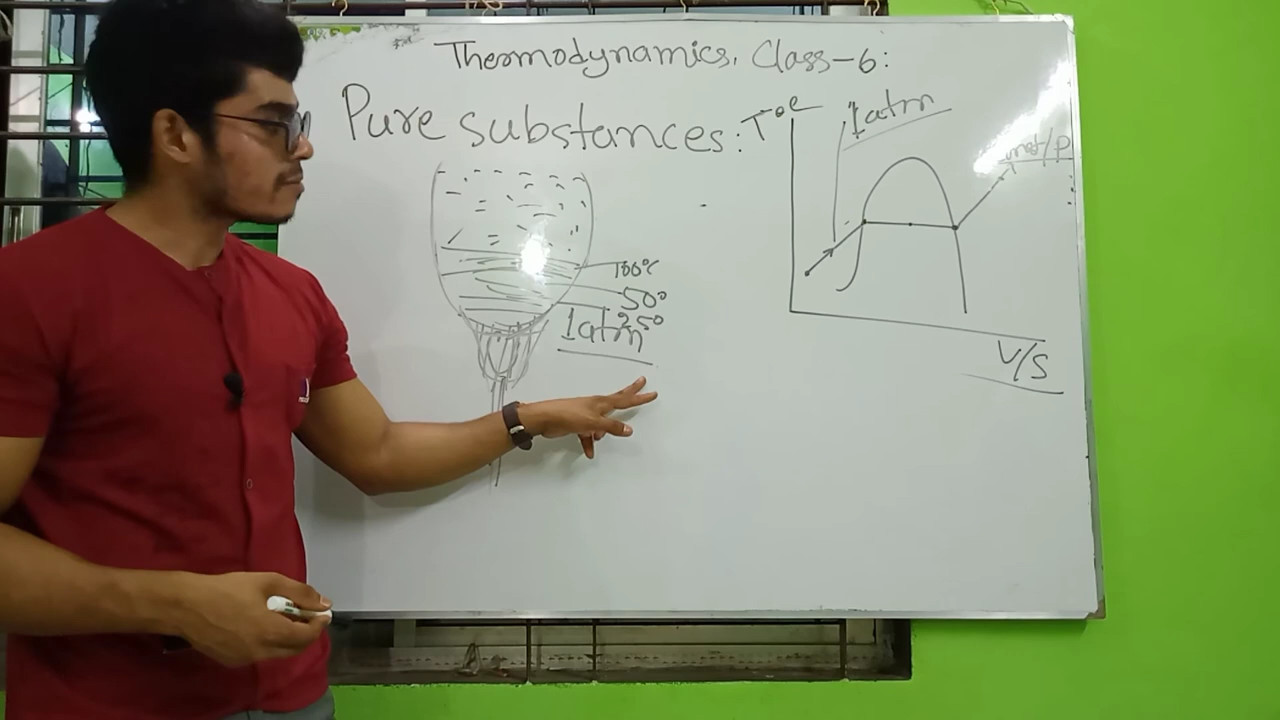 Thermodynamics. Class-6:
Pure substances:
T°C
1atm
100°C
50°
25°
1atm
V/S